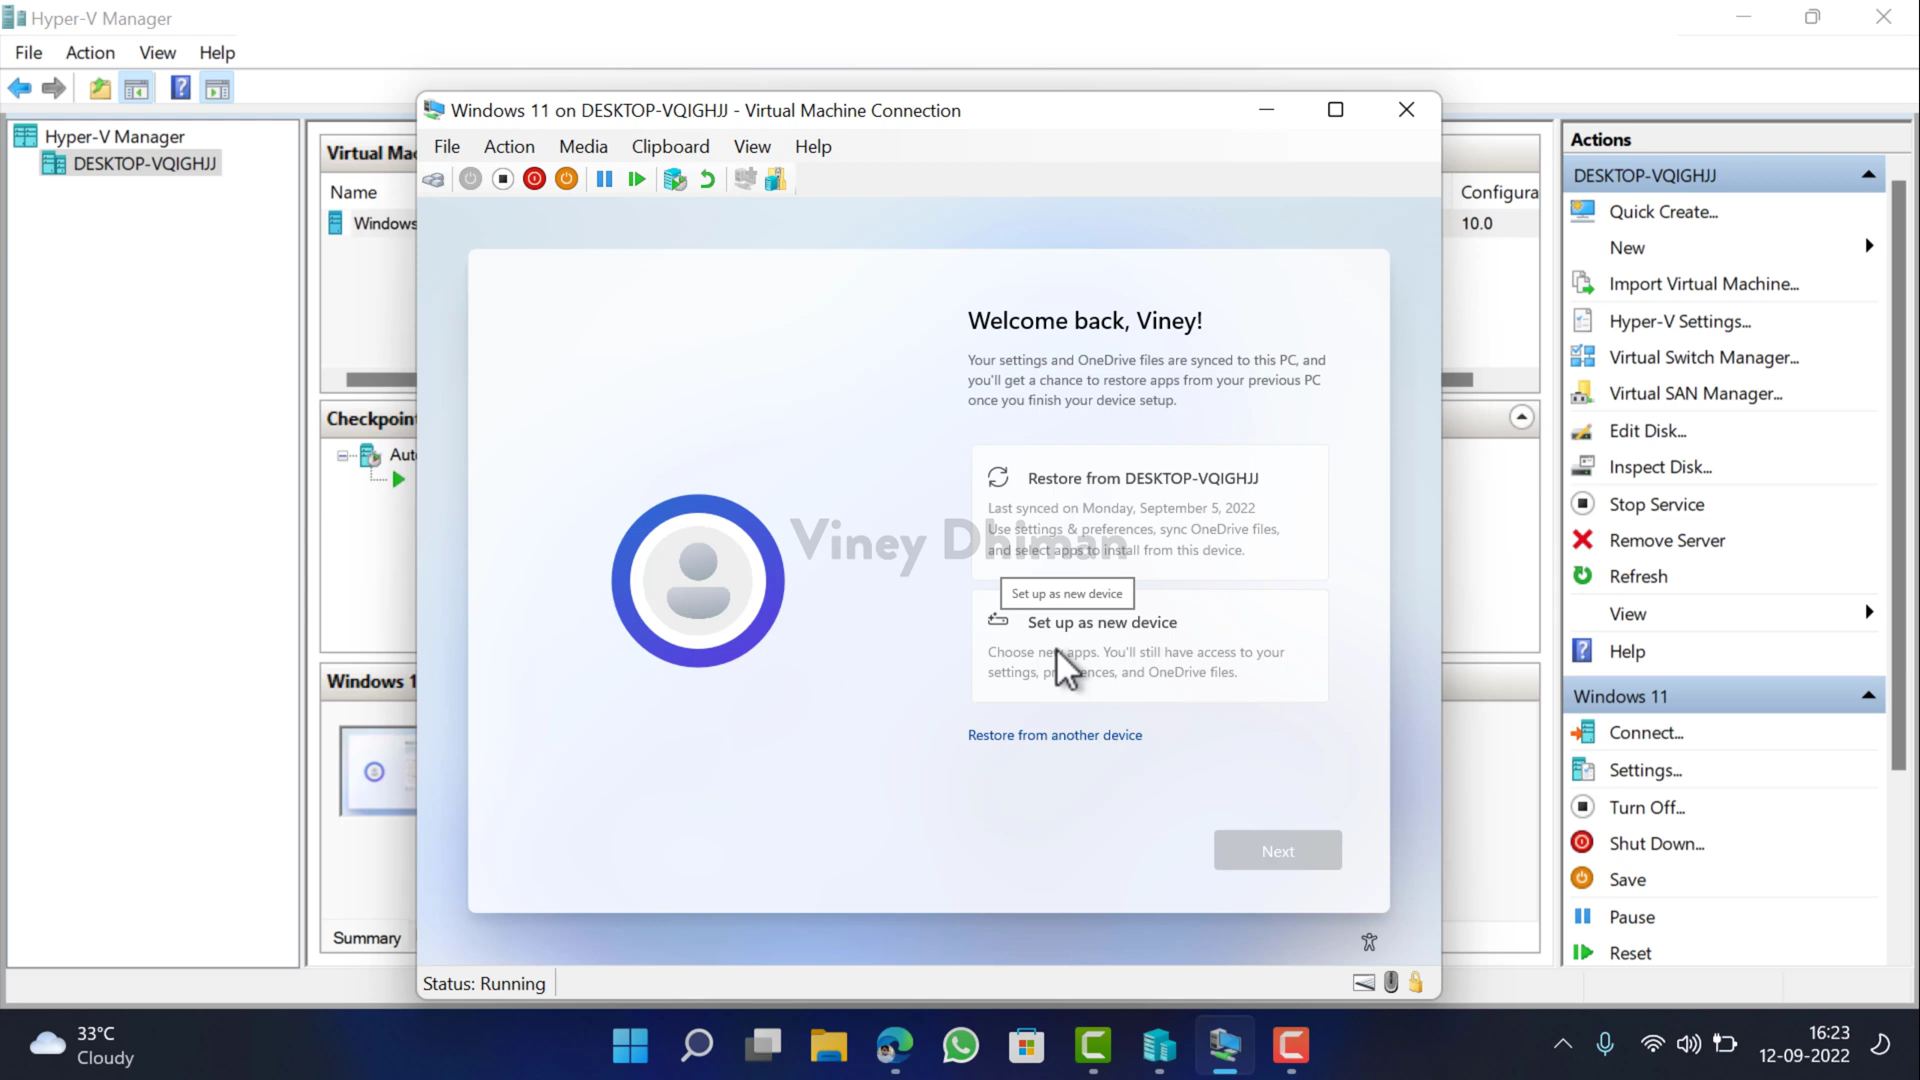 Hyper-V Manager
File Action View Help
Hyper-V Manager
DESKTOP-VQIGHJJ
Name
Configura
10.0
Summary
Windows 11 on DESKTOP-VQIGHJJ - Virtual Machine Connection
File Action Media Clipboard View Help
Welcome back, Viney!
Your settings and OneDrive files are synced to this PC, and
you'll get a chance to restore apps from your previous PC
once you finish your device setup.
Restore from DESKTOP-VQIGHJJ
Last synced on Monday, September 5, 2022
Use settings & preferences, sync OneDrive files,
and select apps to install from this device.
Viney Dhiman
Set up as new device
Set up as new device
Choose new apps. You'll still have access to your
settings, preferences, and OneDrive files.
Restore from another device
Next
Status: Running
Actions
DESKTOP-VQIGHJJ
Quick Create...
New
Import Virtual Machine...
Hyper-V Settings...
Virtual Switch Manager...
Virtual SAN Manager...
Edit Disk...
Inspect Disk...
Stop Service
Remove Server
Refresh
View
Help
Windows 11
Connect...
Settings...
Turn Off...
Shut Down...
Save
Pause
Reset
33°C
Cloudy
16:23
12-09-2022